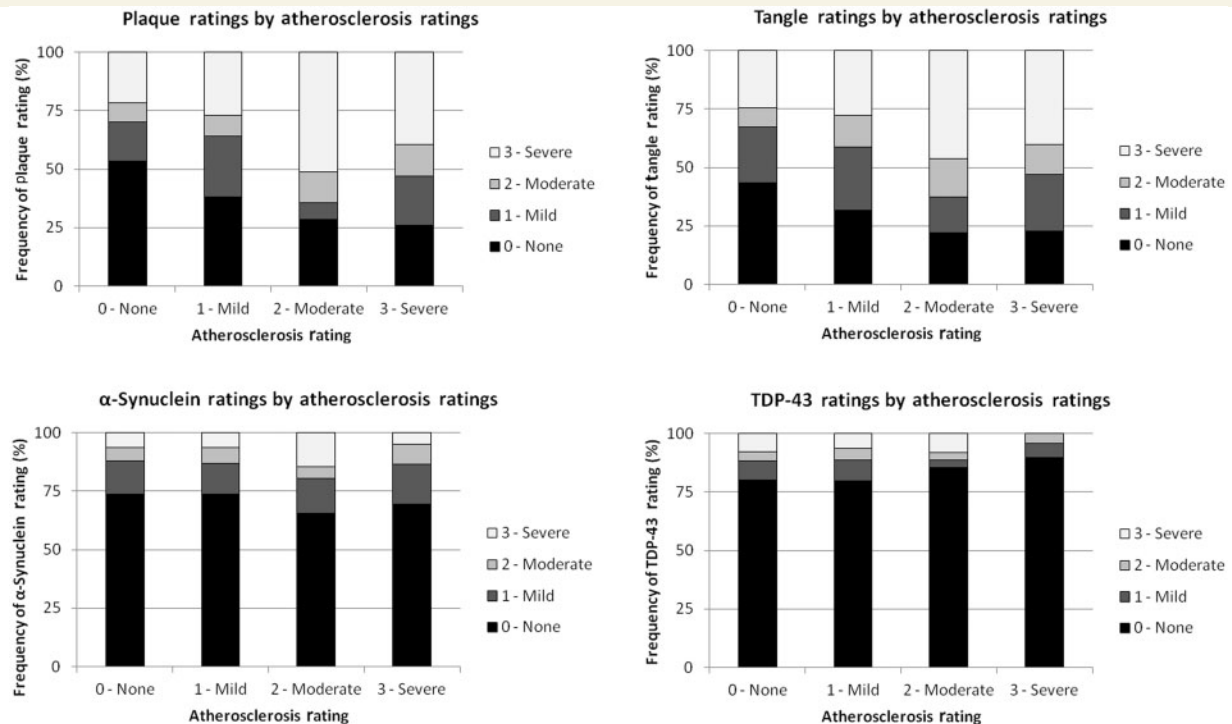 Plaque ratings by atherosclerosis ratings
Frequency of plaque rating (%)
100
75
50
25
0
0 - None
1 - Mild
2 - Moderate
3 - Severe
Atherosclerosis rating
3 - Severe
2 - Moderate
1 - Mild
0 - None
Tangle ratings by atherosclerosis ratings
Frequency of tangle rating (%)
100
75
50
25
0
0 - None
1 - Mild
2 - Moderate
3 - Severe
Atherosclerosis rating
3 - Severe
2 - Moderate
1 - Mild
0 - None
α-Synuclein ratings by atherosclerosis ratings
Frequency of α-Synuclein rating (%)
100
75
50
25
0
0 - None
1 - Mild
2 - Moderate
3 - Severe
Atherosclerosis rating
3 - Severe
2 - Moderate
1 - Mild
0 - None
TDP-43 ratings by atherosclerosis ratings
Frequency of TDP-43 rating (%)
100
75
50
25
0
0 - None
1 - Mild
2 - Moderate
3 - Severe
Atherosclerosis rating
3 - Severe
2 - Moderate
1 - Mild
0 - None